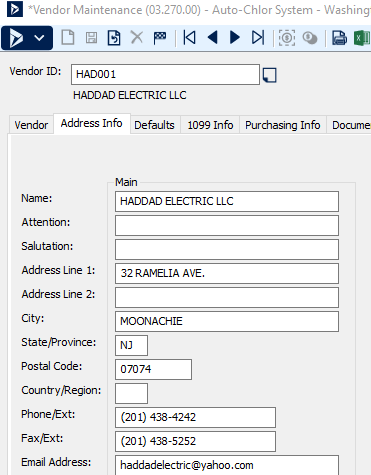 *Vendor Maintenance (03.270.00) - Auto-Chlor System - Washing
Vendor ID: HAD001
HADDAD ELECTRIC LLC
Vendor Address Info Defaults 1099 Info Purchasing Info Docume
Main
Name: HADDAD ELECTRIC LLC
Attention:
Salutation:
Address Line 1: 32 RAMELIA AVE.
Address Line 2:
City: MOONACHIE
State/Province: NJ
Postal Code: 07074
Country/Region:
Phone/Ext: (201) 438-4242
Fax/Ext: (201) 438-5252
Email Address: haddadelectric@yahoo.com